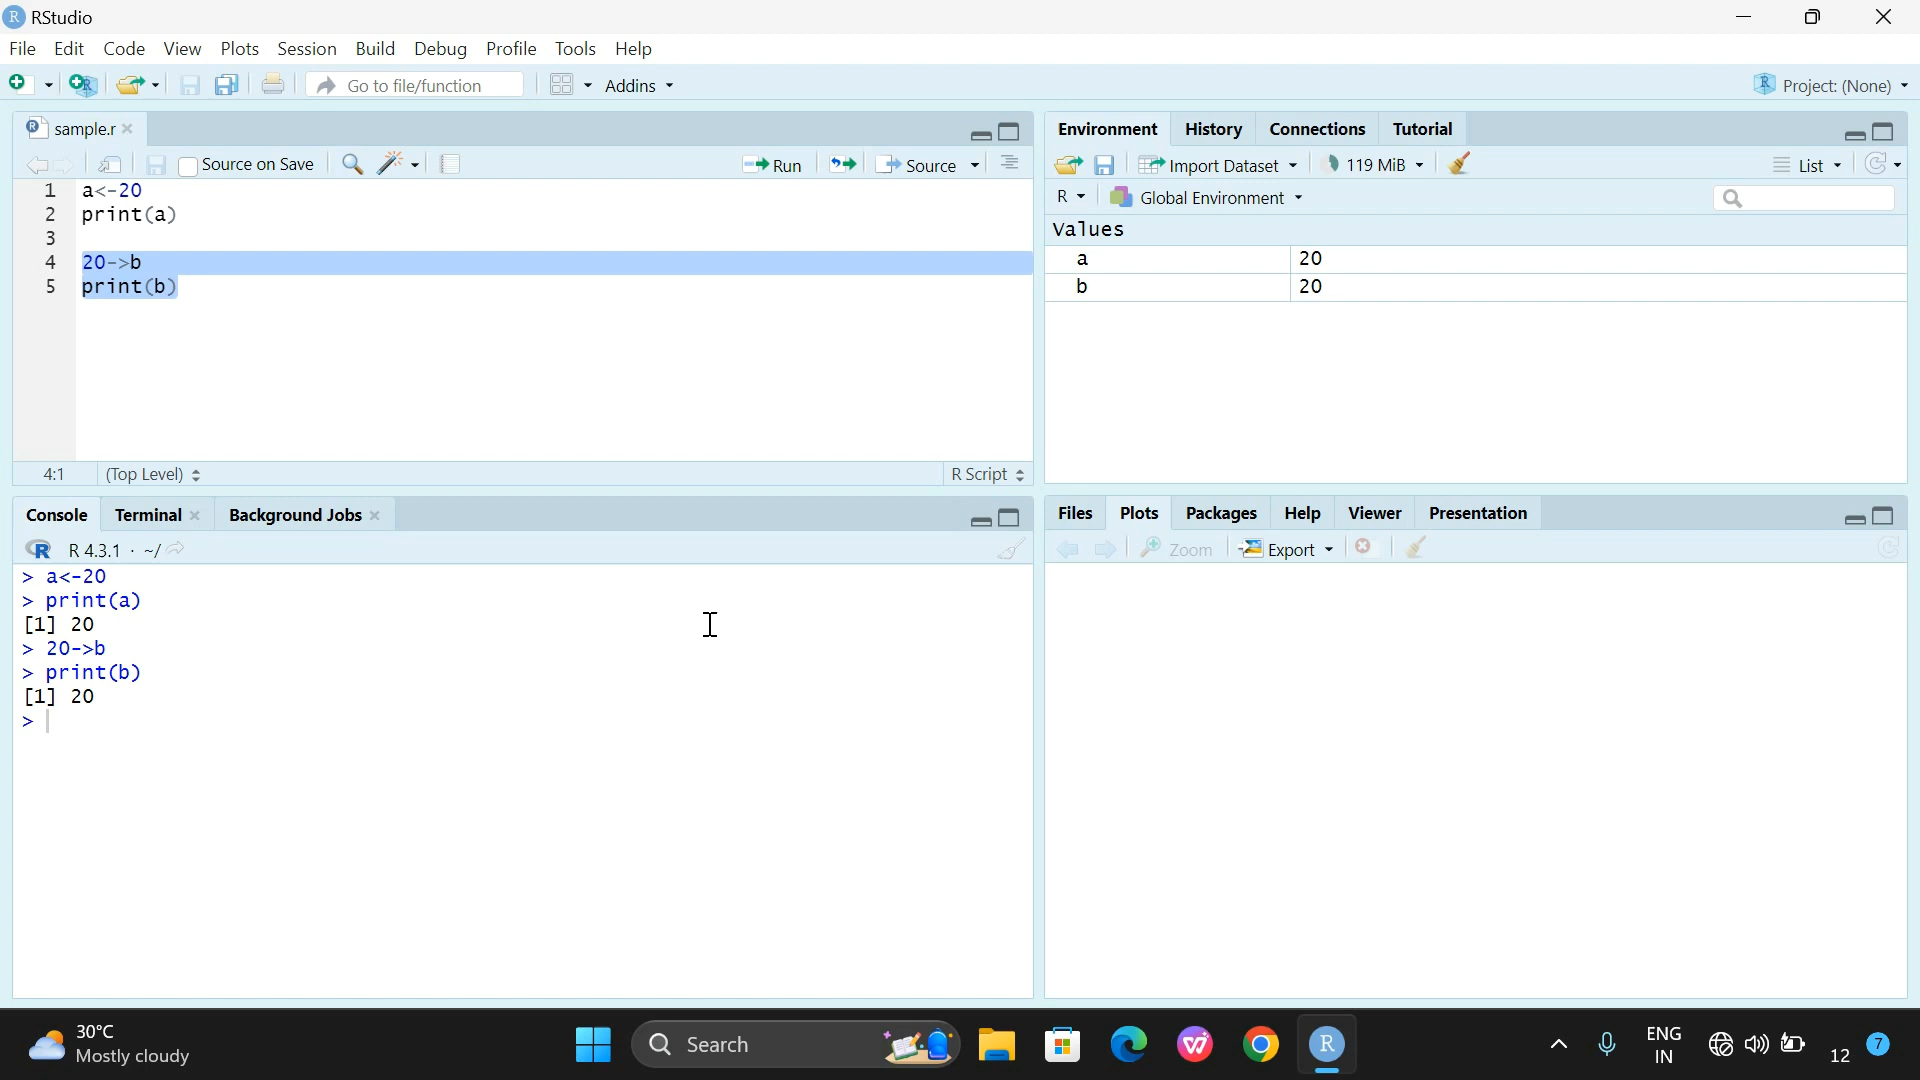 RStudio
File Edit Code View Plots Session Build Debug Profile Tools Help
Go to file/function Addins Project: (None)
sample.r
Source on Save Run Source
1 a<-20
2 print(a)
3
4 20->b
5 print(b)
4:1 (Top Level) R Script
Console Terminal Background Jobs
R 4.3.1 · ~/
> a<-20
> print(a)
[1] 20
> 20->b
> print(b)
[1] 20
>
Environment History Connections Tutorial
Import Dataset 119 MiB List
R Global Environment
Values
a 20
b 20
Files Plots Packages Help Viewer Presentation
Zoom Export
30°C
Mostly cloudy
Search
ENG
IN
12 7